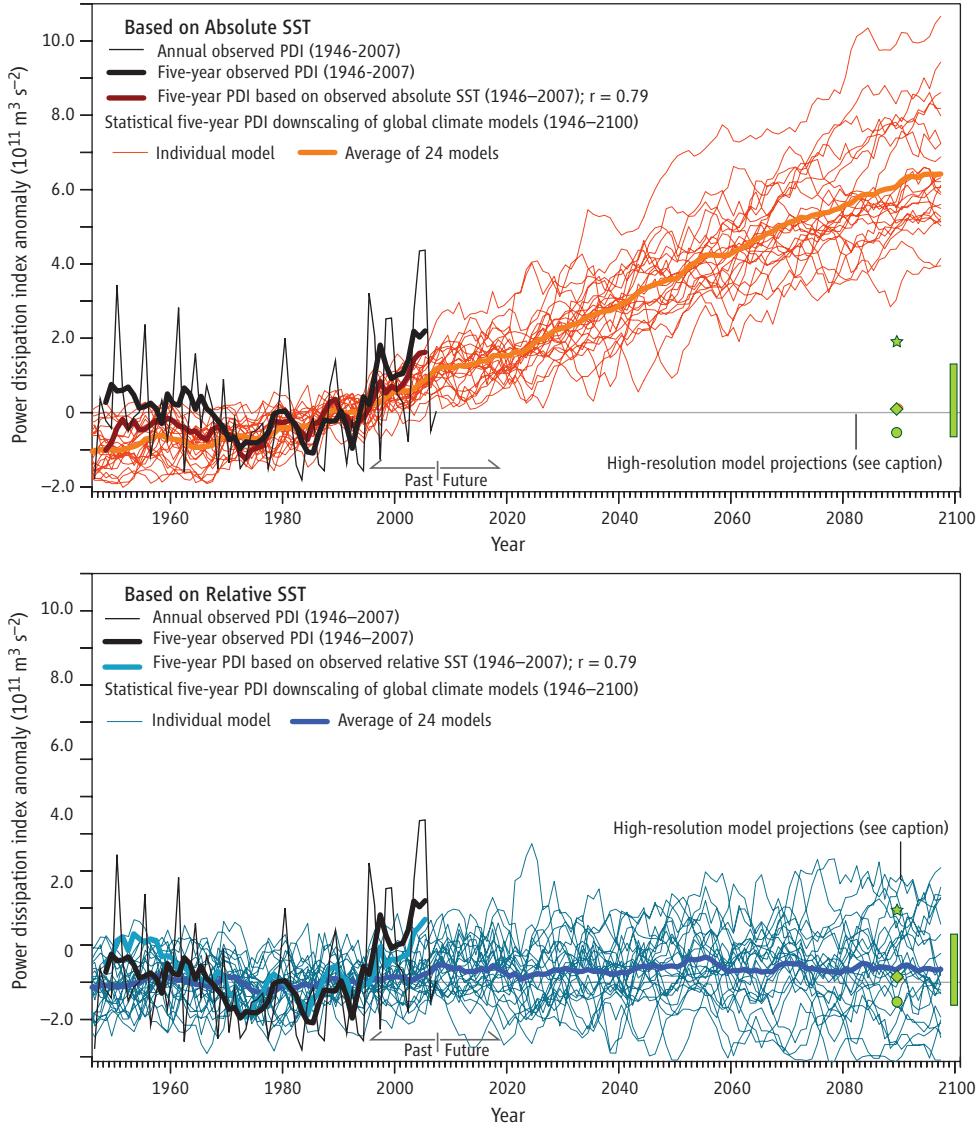 Based on Absolute SST
Annual observed PDI (1946-2007)
Five-year observed PDI (1946-2007)
Five-year PDI based on observed absolute SST (1946–2007); r = 0.79
Statistical five-year PDI downscaling of global climate models (1946–2100)
Individual model Average of 24 models
Power dissipation index anomaly (10¹¹ m³ s⁻²)
10.0
8.0
6.0
4.0
2.0
0
–2.0
High-resolution model projections (see caption)
Past Future
1960 1980 2000 2020 2040 2060 2080 2100
Year
Based on Relative SST
Annual observed PDI (1946–2007)
Five-year observed PDI (1946–2007)
Five-year PDI based on observed relative SST (1946–2007); r = 0.79
Statistical five-year PDI downscaling of global climate models (1946–2100)
Individual model Average of 24 models
Power dissipation index anomaly (10¹¹ m³ s⁻²)
10.0
8.0
6.0
4.0
2.0
0
–2.0
High-resolution model projections (see caption)
Past Future
1960 1980 2000 2020 2040 2060 2080 2100
Year